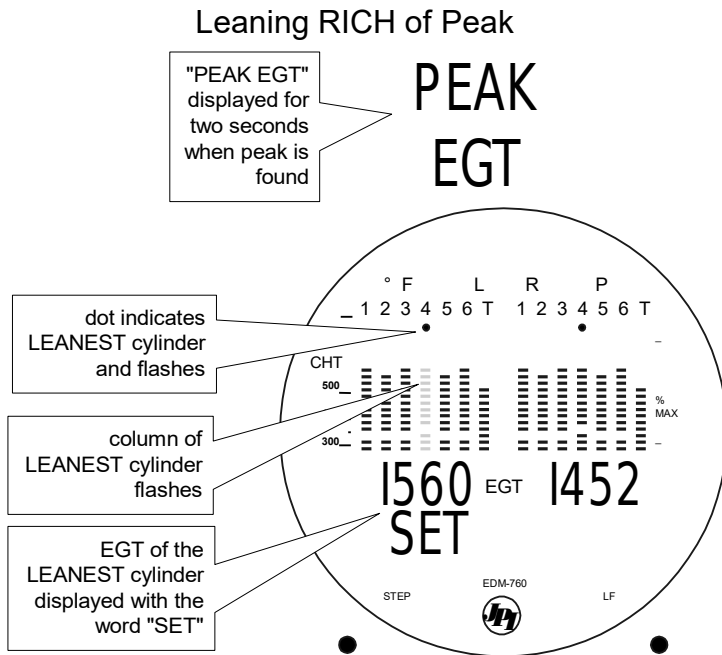 Leaning RICH of Peak
"PEAK EGT"
displayed for
two seconds
when peak is
found
PEAK
EGT
dot indicates
LEANEST cylinder
and flashes
column of
LEANEST cylinder
flashes
EGT of the
LEANEST cylinder
displayed with the
word "SET"
° F L R P
1 2 3 4 5 6 T 1 2 3 4 5 6 T
CHT
500
300
%
MAX
1560 EGT 1452
SET
STEP EDM-760 LF
JPI